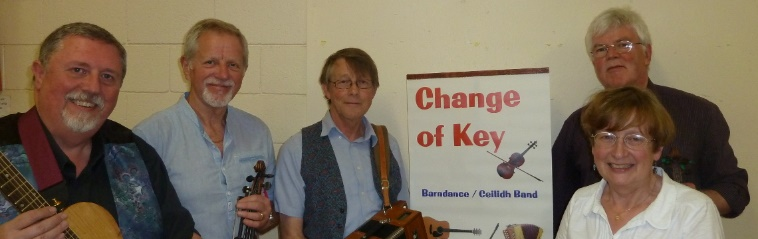 Change
of Key
Barndance / Ceilidh Band